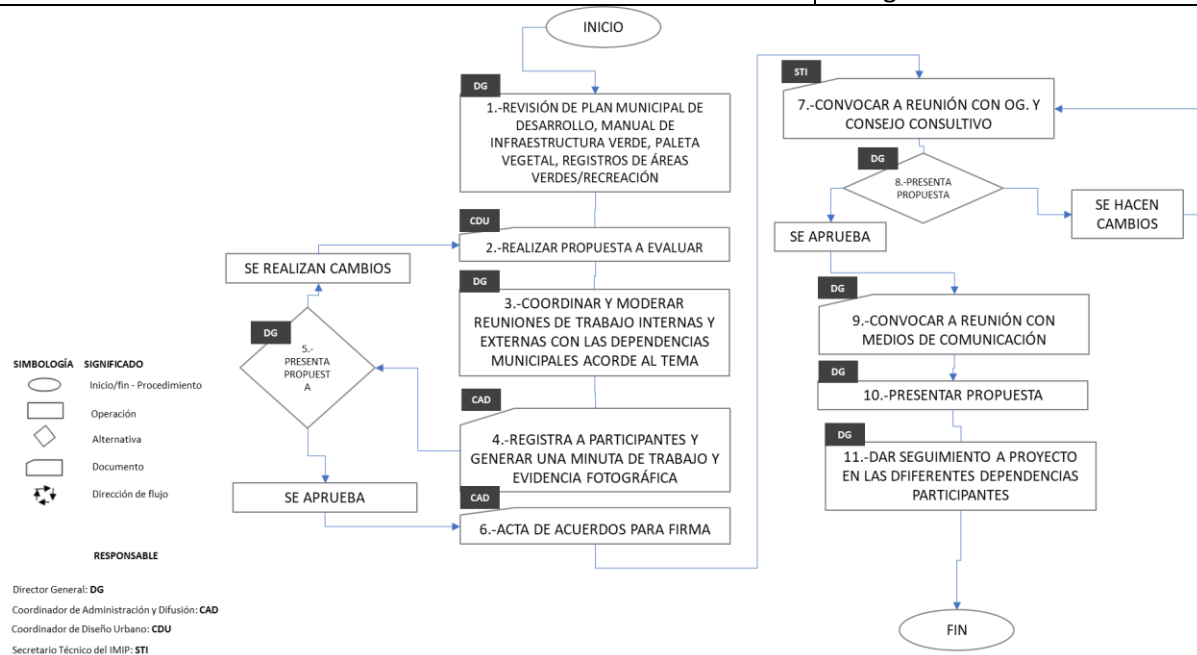 INICIO
DG
1.-REVISIÓN DE PLAN MUNICIPAL DE
DESARROLLO, MANUAL DE
INFRAESTRUCTURA VERDE, PALETA
VEGETAL, REGISTROS DE ÁREAS
VERDES/RECREACIÓN
CDU
2.-REALIZAR PROPUESTA A EVALUAR
SE REALIZAN CAMBIOS
DG
3.-COORDINAR Y MODERAR
REUNIONES DE TRABAJO INTERNAS Y
EXTERNAS CON LAS DEPENDENCIAS
MUNICIPALES ACORDE AL TEMA
CAD
4.-REGISTRA A PARTICIPANTES Y
GENERAR UNA MINUTA DE TRABAJO Y
EVIDENCIA FOTOGRÁFICA
DG
5.-
PRESENTA
PROPUEST
A
SE APRUEBA
CAD
6.-ACTA DE ACUERDOS PARA FIRMA
STI
7.-CONVOCAR A REUNIÓN CON OG. Y
CONSEJO CONSULTIVO
DG
8.-PRESENTA
PROPUESTA
SE HACEN
CAMBIOS
SE APRUEBA
DG
9.-CONVOCAR A REUNIÓN CON
MEDIOS DE COMUNICACIÓN
DG
10.-PRESENTAR PROPUESTA
DG
11.-DAR SEGUIMIENTO A PROYECTO
EN LAS DFIFERENTES DEPENDENCIAS
PARTICIPANTES
FIN
SIMBOLOGÍA SIGNIFICADO
Inicio/fin - Procedimiento
Operación
Alternativa
Documento
Dirección de flujo
RESPONSABLE
Director General: DG
Coordinador de Administración y Difusión: CAD
Coordinador de Diseño Urbano: CDU
Secretario Técnico del IMIP: STI